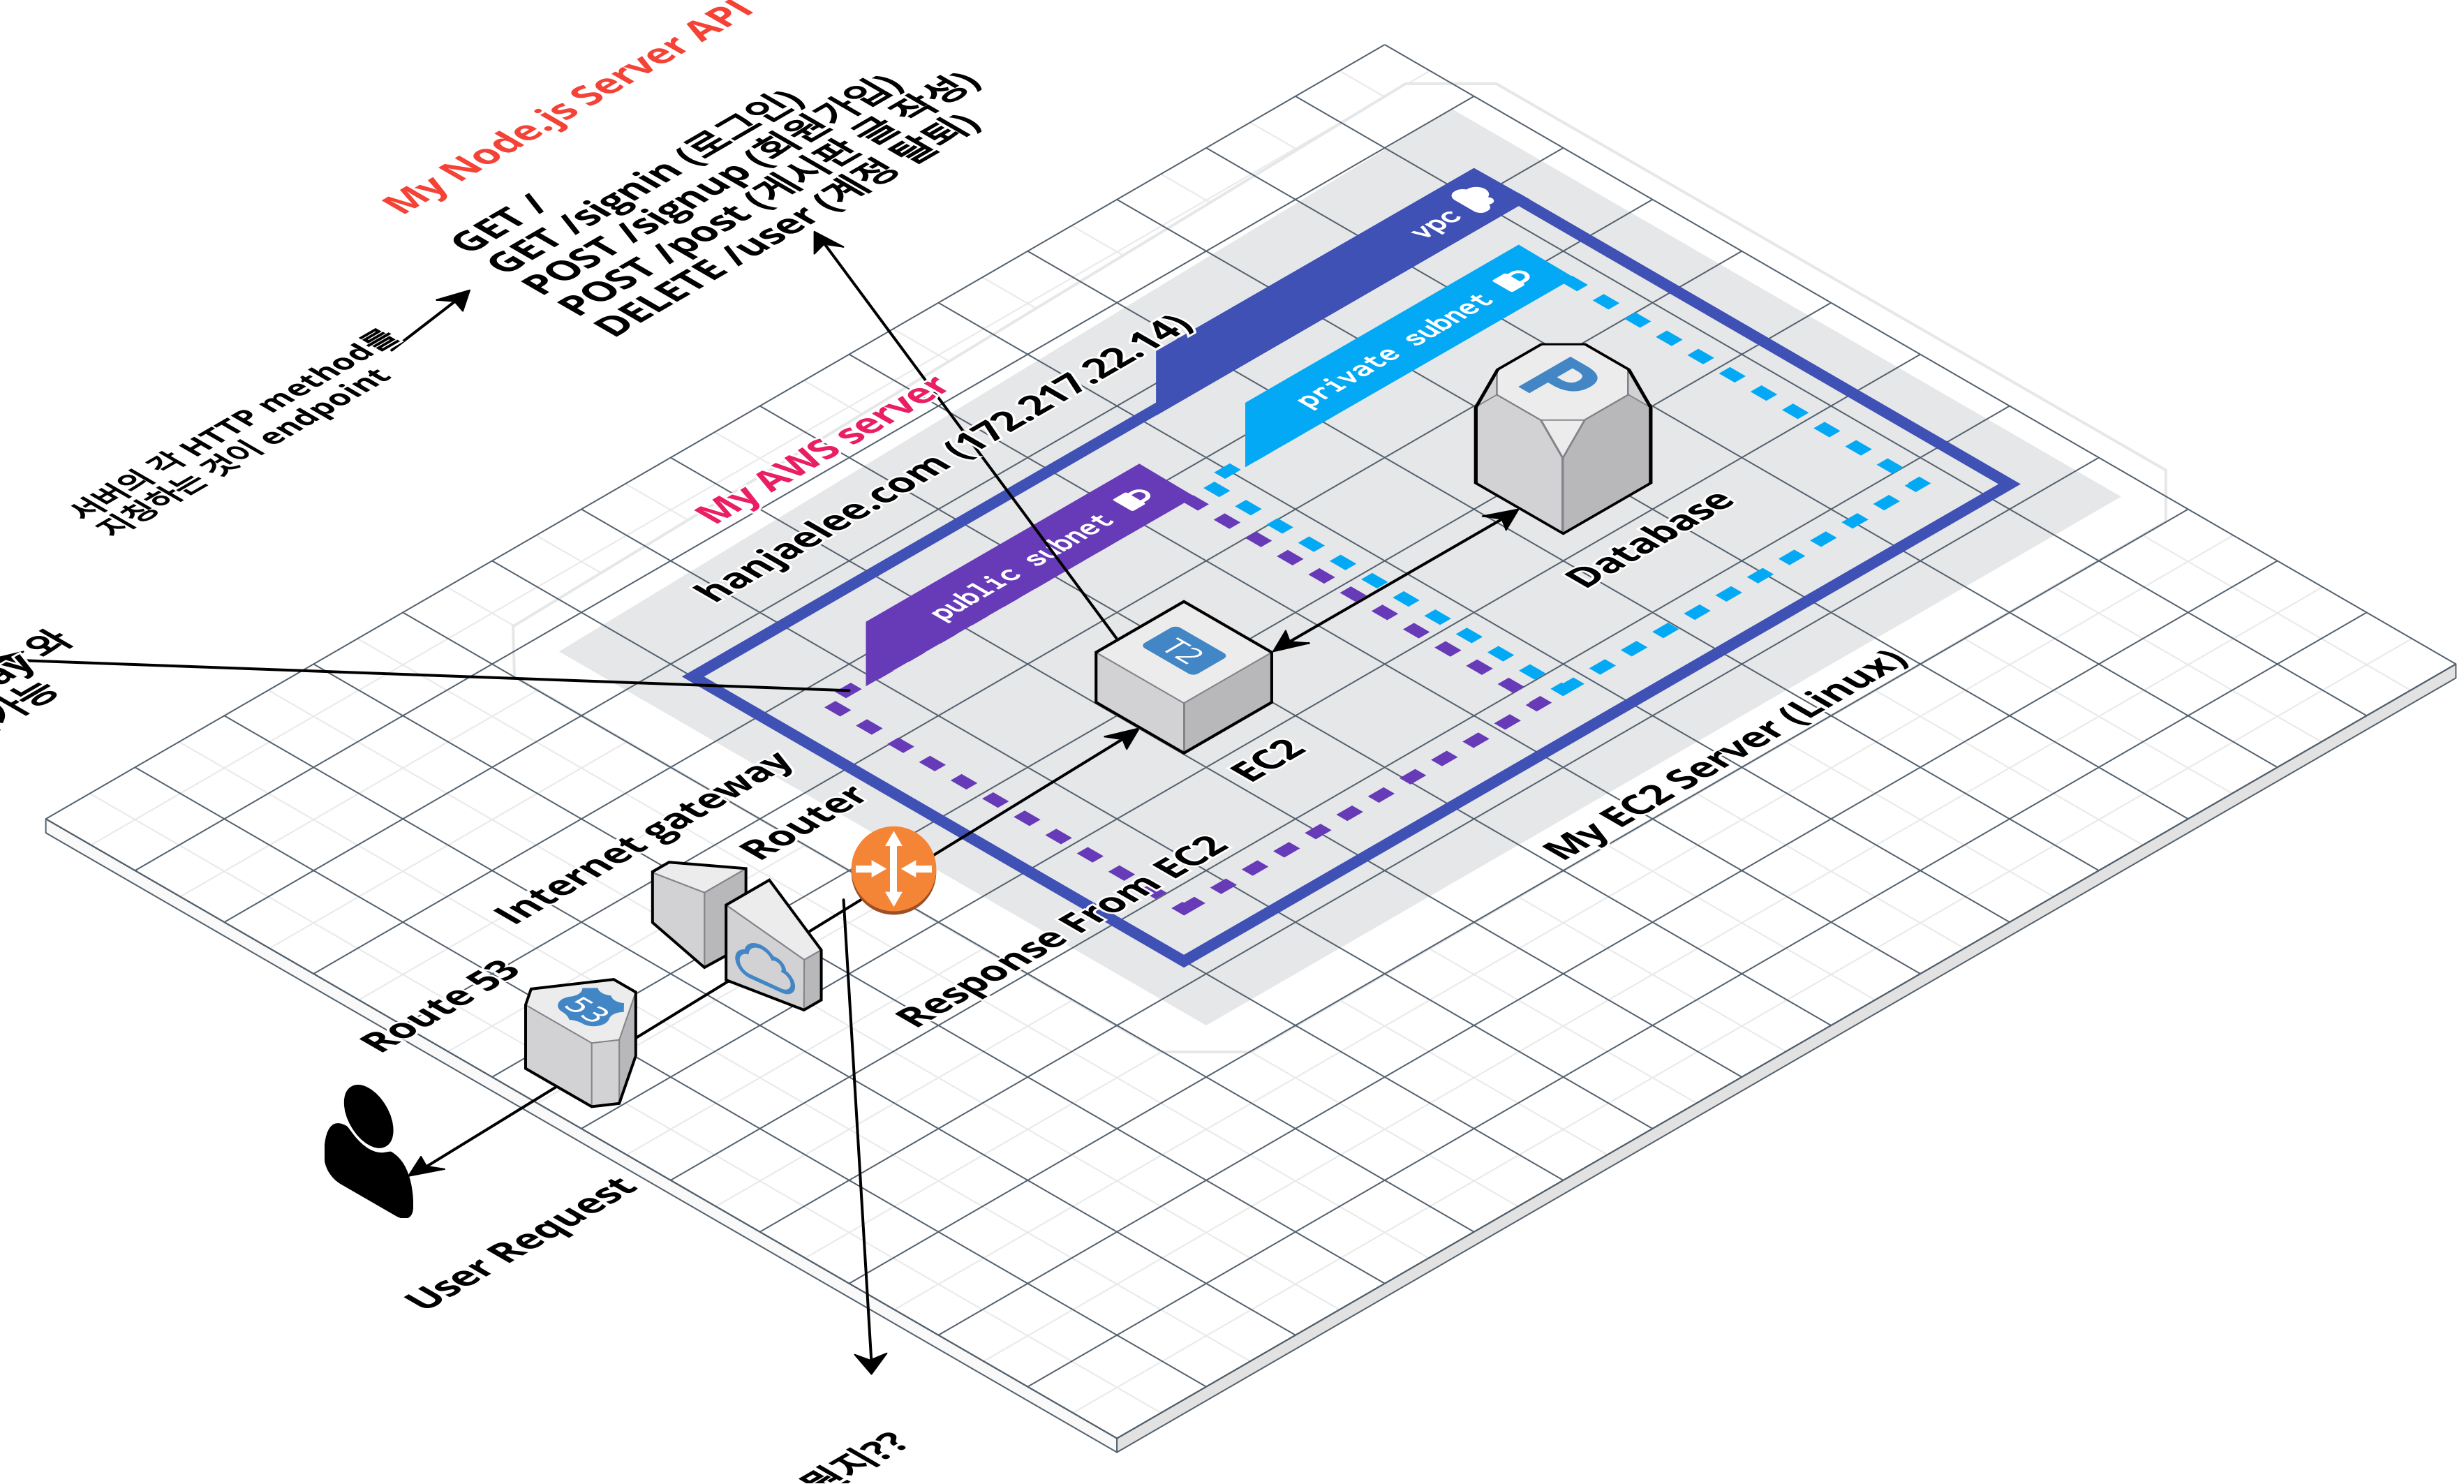 My Node.js Server API
GET /
GET /signin (로그인)
POST /signup (회원가입)
POST /post (게시판 글 작성)
DELETE /user (계정 탈퇴)
서버의 각 HTTP method를
지정하는 것이 endpoint
My AWS server
hanjaelee.com (172.217.22.14)
vpc
private subnet
public subnet
P
Database
T2
EC2
My EC2 Server (Linux)
Internet gateway
Router
Response From EC2
Route 53
53
User Request